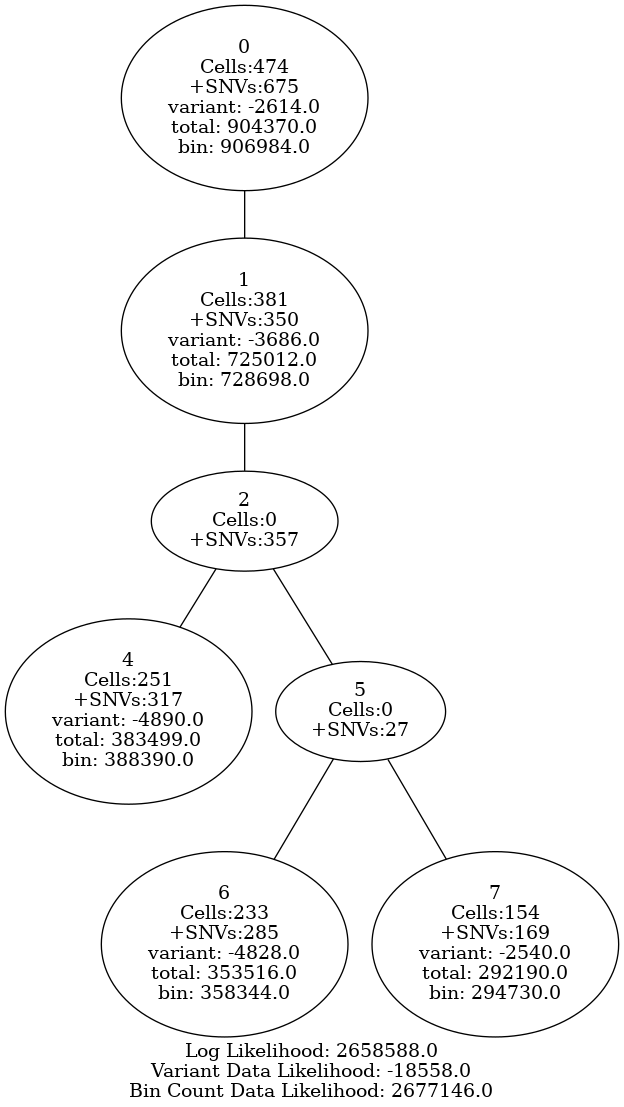 0
Cells:474
+SNVs:675
variant: -2614.0
total: 904370.0
bin: 906984.0
1
Cells:381
+SNVs:350
variant: -3686.0
total: 725012.0
bin: 728698.0
2
Cells:0
+SNVs:357
4
Cells:251
+SNVs:317
variant: -4890.0
total: 383499.0
bin: 388390.0
5
Cells:0
+SNVs:27
6
Cells:233
+SNVs:285
variant: -4828.0
total: 353516.0
bin: 358344.0
7
Cells:154
+SNVs:169
variant: -2540.0
total: 292190.0
bin: 294730.0
Log Likelihood: 2658588.0
Variant Data Likelihood: -18558.0
Bin Count Data Likelihood: 2677146.0